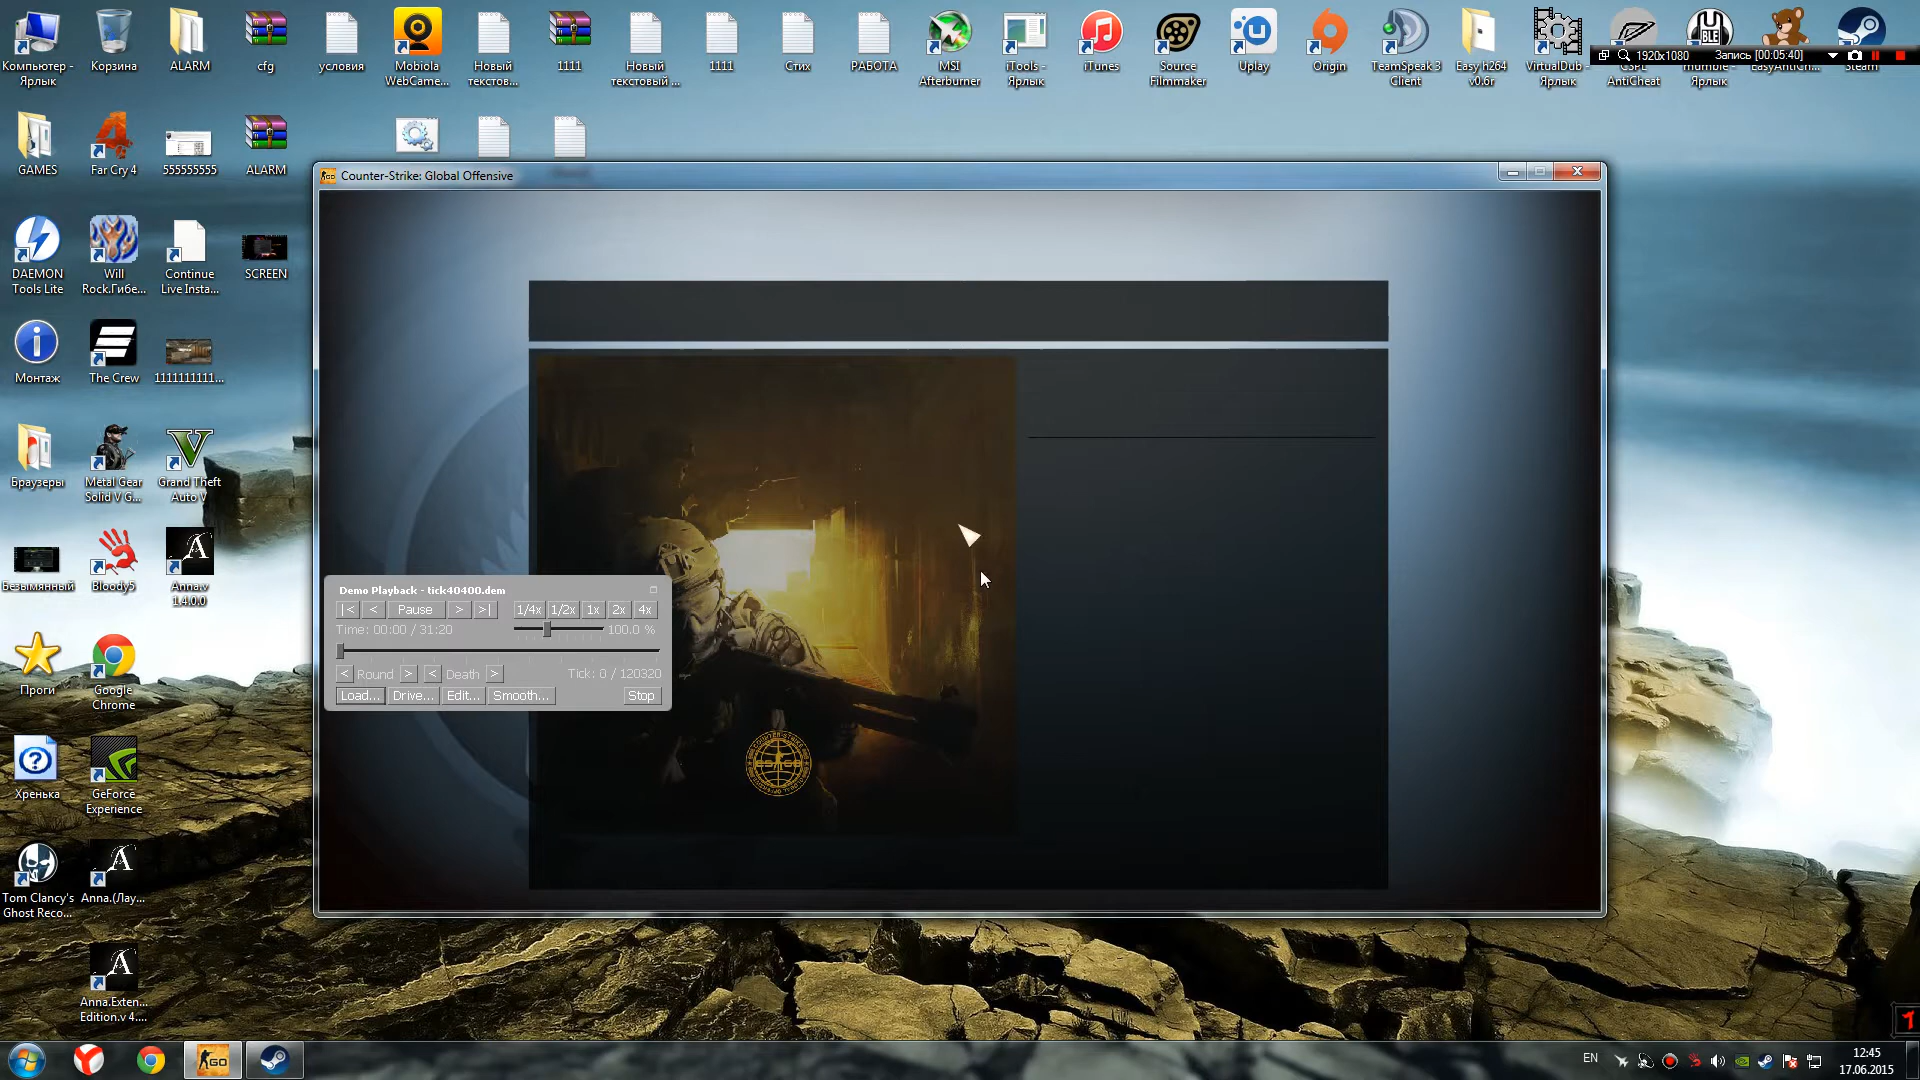 Компьютер - Ярлык
Корзина
ALARM
cfg
условия
Mobiola WebCame...
Новый текстов...
1111
Новый текстовый ...
1111
Стих
РАБОТА
MSI Afterburner
iTools - Ярлык
iTunes
Source Filmmaker
Uplay
Origin
TeamSpeak 3 Client
Easy h264 v0.6r
VirtualDub - Ярлык
AntiCheat
Ярлык
1920x1080
Запись [00:05:40]
GAMES
Far Cry 4
555555555
ALARM
Counter-Strike: Global Offensive
DAEMON Tools Lite
Will Rock.Гибе...
Continue Live Insta...
SCREEN
Монтаж
The Crew
1111111111...
Браузеры
Metal Gear Solid V G...
Grand Theft Auto V
Безымянный
Bloody5
Anna.v 1.4.0.0
Demo Playback - tick40400.dem
|< < Pause > >| 1/4x 1/2x 1x 2x 4x
Time: 00:00 / 31:20 100.0 %
< Round > < Death > Tick: 0 / 120320
Load... Drive... Edit... Smooth... Stop
Проги
Google Chrome
Хренька
GeForce Experience
Tom Clancy's Ghost Reco...
Anna.(Лау...
Anna.Exten... Edition.v 4....
GO
EN
12:45
17.06.2015